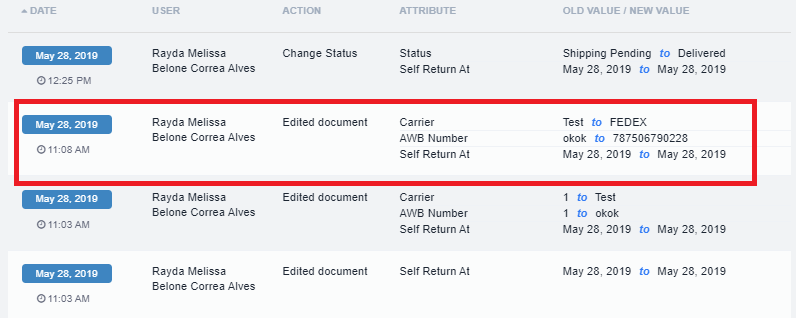 DATE USER ACTION ATTRIBUTE OLD VALUE / NEW VALUE
May 28, 2019 Rayda Melissa Change Status Status Shipping Pending to Delivered
Belone Correa Alves Self Return At May 28, 2019 to May 28, 2019
12:25 PM
May 28, 2019 Rayda Melissa Edited document Carrier Test to FEDEX
Belone Correa Alves AWB Number okok to 787506790228
11:08 AM Self Return At May 28, 2019 to May 28, 2019
May 28, 2019 Rayda Melissa Edited document Carrier 1 to Test
Belone Correa Alves AWB Number 1 to okok
11:03 AM Self Return At May 28, 2019 to May 28, 2019
May 28, 2019 Rayda Melissa Edited document Self Return At May 28, 2019 to May 28, 2019
Belone Correa Alves
11:03 AM